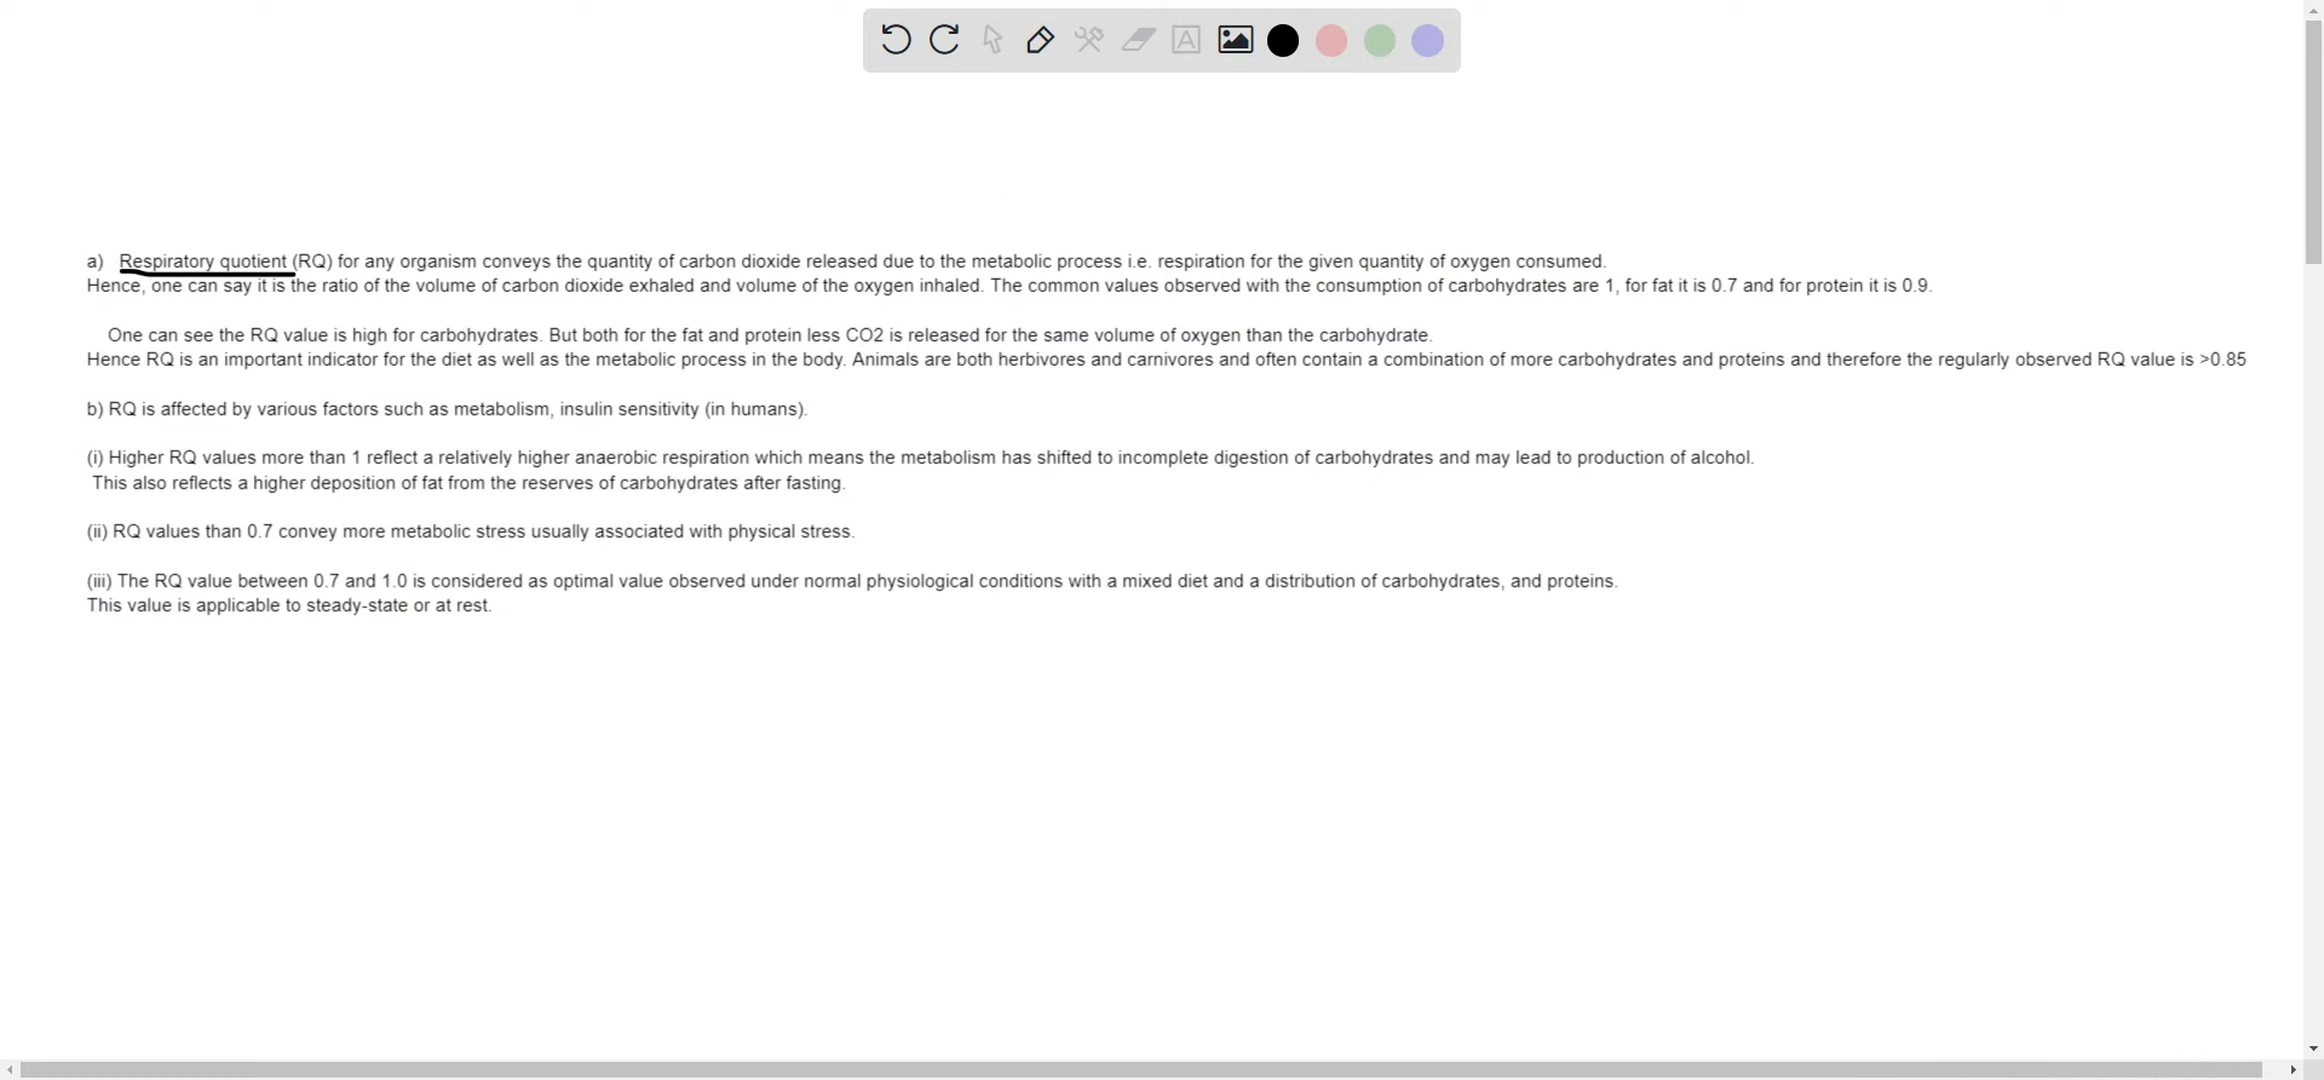 A
a) Respiratory quotient (RQ) for any organism conveys the quantity of carbon dioxide released due to the metabolic process i.e. respiration for the given quantity of oxygen consumed.
Hence, one can say it is the ratio of the volume of carbon dioxide exhaled and volume of the oxygen inhaled. The common values observed with the consumption of carbohydrates are 1, for fat it is 0.7 and for protein it is 0.9.
One can see the RQ value is high for carbohydrates. But both for the fat and protein less CO2 is released for the same volume of oxygen than the carbohydrate.
Hence RQ is an important indicator for the diet as well as the metabolic process in the body. Animals are both herbivores and carnivores and often contain a combination of more carbohydrates and proteins and therefore the regularly observed RQ value is >0.85
b) RQ is affected by various factors such as metabolism, insulin sensitivity (in humans).
(i) Higher RQ values more than 1 reflect a relatively higher anaerobic respiration which means the metabolism has shifted to incomplete digestion of carbohydrates and may lead to production of alcohol.
This also reflects a higher deposition of fat from the reserves of carbohydrates after fasting.
(ii) RQ values than 0.7 convey more metabolic stress usually associated with physical stress.
(iii) The RQ value between 0.7 and 1.0 is considered as optimal value observed under normal physiological conditions with a mixed diet and a distribution of carbohydrates, and proteins.
This value is applicable to steady-state or at rest.